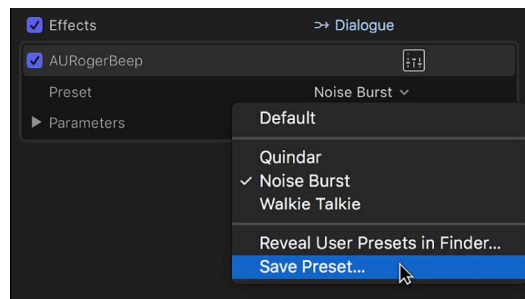 Effects
Dialogue
AURogerBeep
Preset
Noise Burst
Parameters
Default
Quindar
Noise Burst
Walkie Talkie
Reveal User Presets in Finder...
Save Preset...